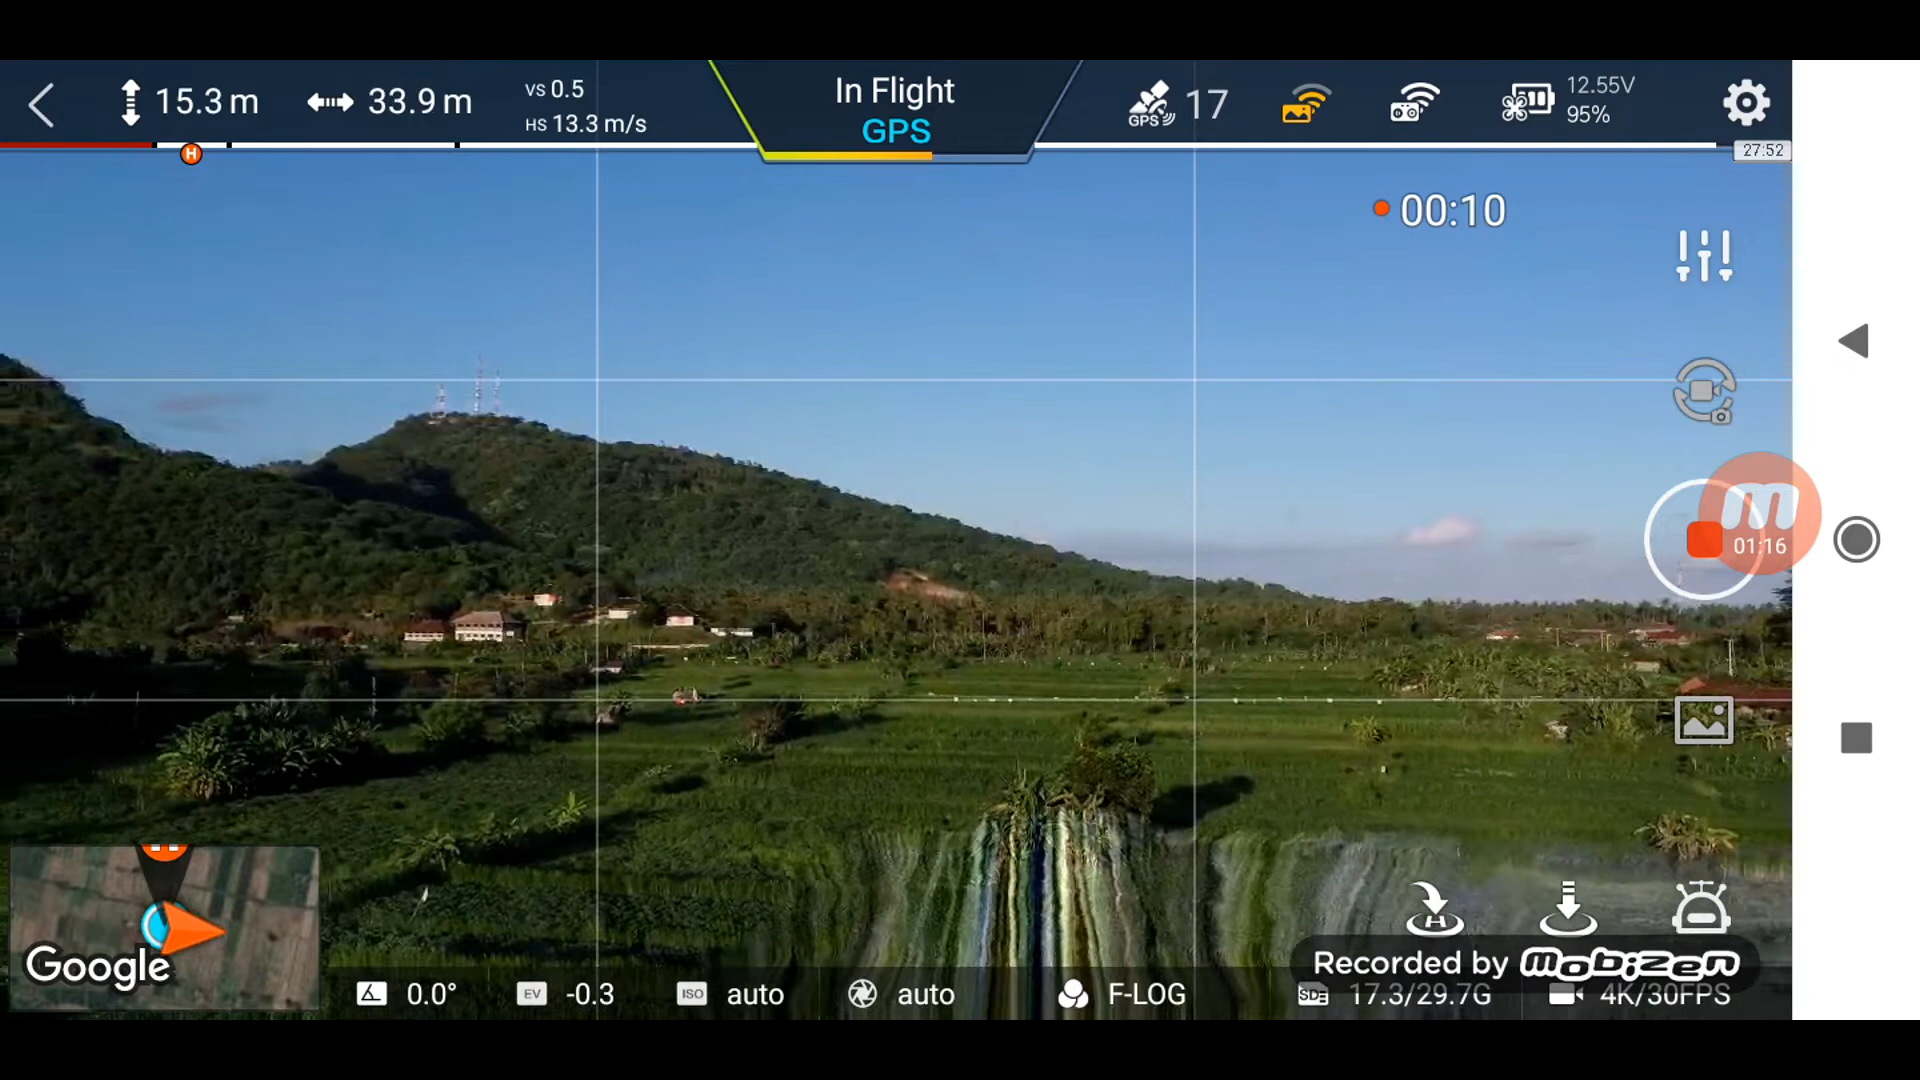 15.3 m
33.9 m
VS 0.5
HS 13.3 m/s
In Flight
GPS
GPS
17
12.55V
95%
H
27:52
00:10
01:16
H
Google
0.0°
EV
-0.3
ISO
auto
auto
F-LOG
Recorded by mobizen
SD
17.3/29.7G
4K/30FPS